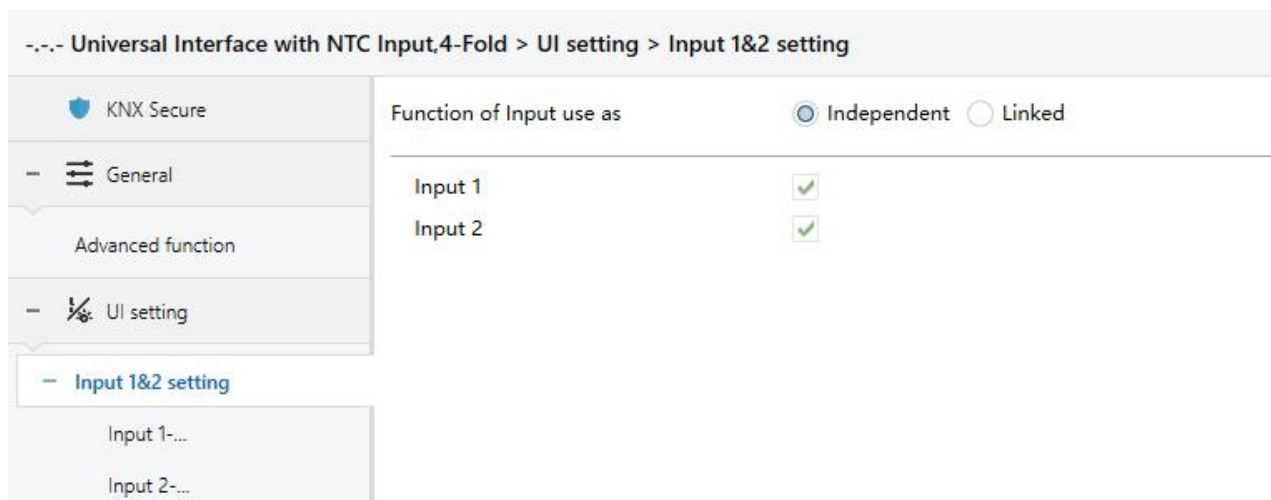 -.-.- Universal Interface with NTC Input,4-Fold > UI setting > Input 1&2 setting
KNX Secure
General
Advanced function
UI setting
Input 1&2 setting
Input 1-...
Input 2-...
Function of Input use as Independent Linked
Input 1
Input 2